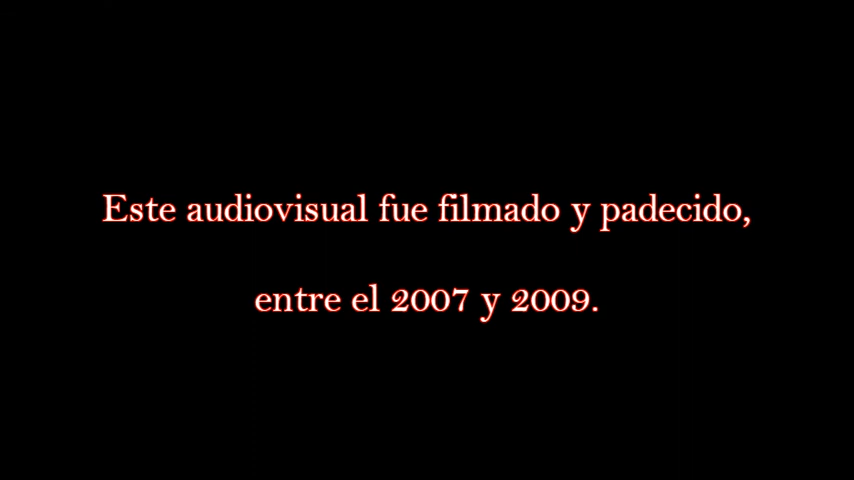 Este audiovisual fue filmado y padecido,
entre el 2007 y 2009.